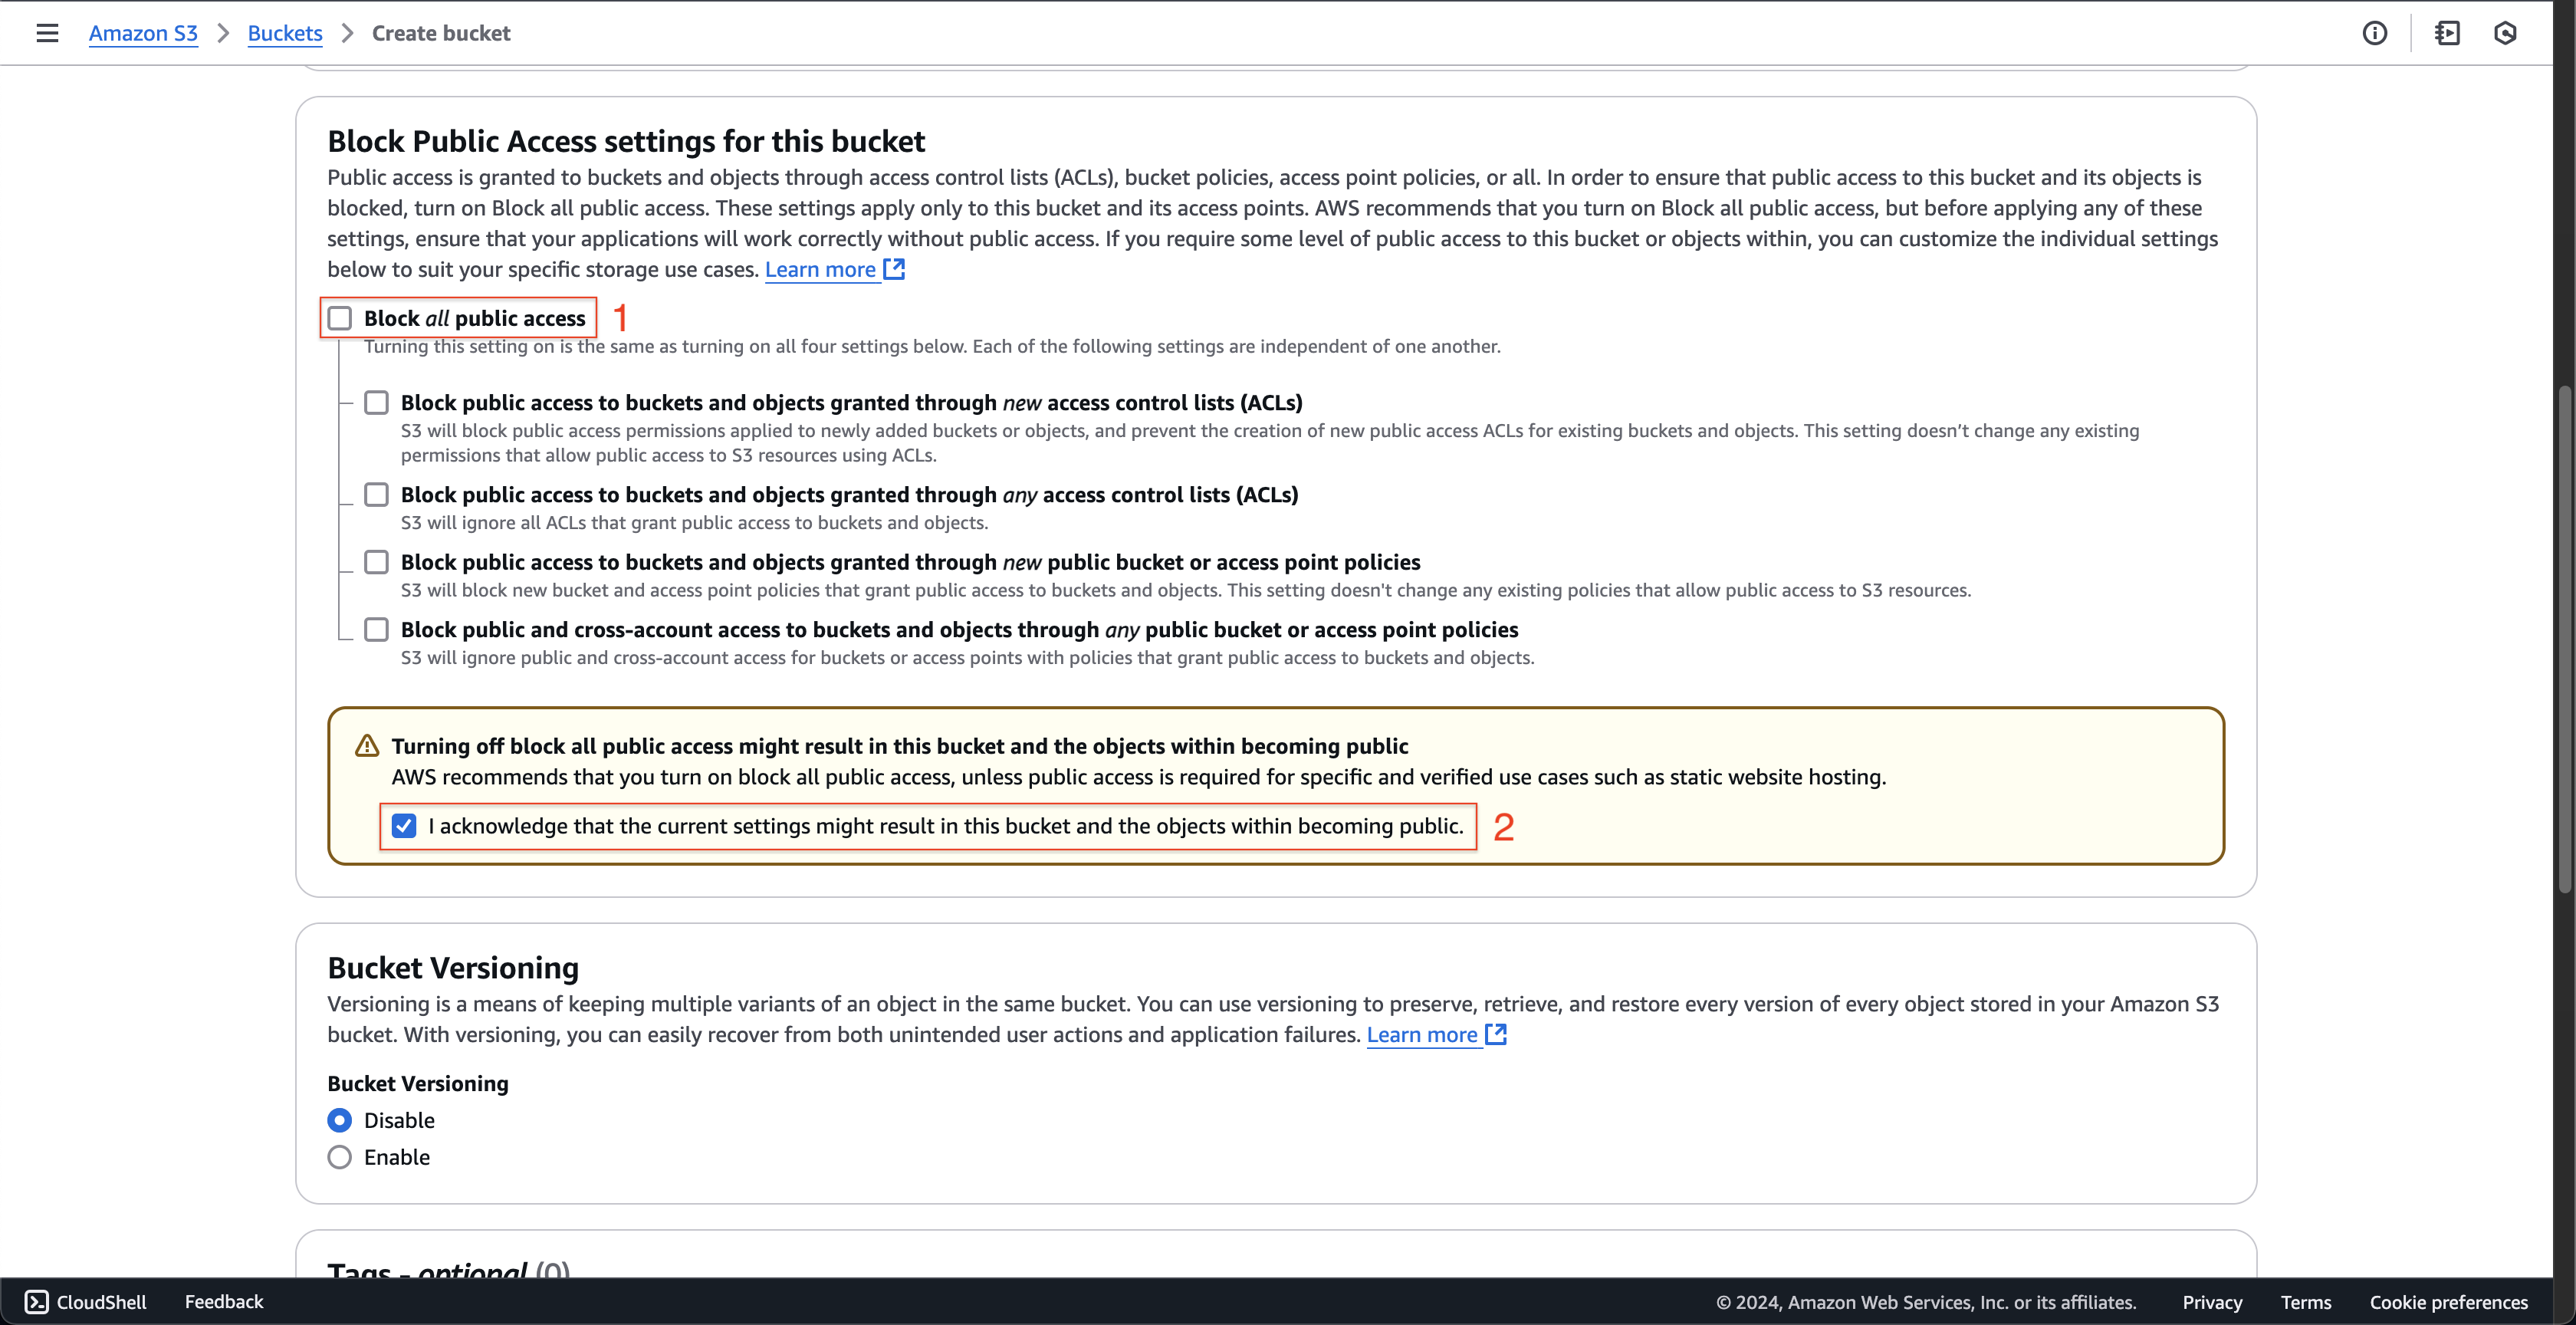 Amazon S3 > Buckets > Create bucket
Block Public Access settings for this bucket
Public access is granted to buckets and objects through access control lists (ACLs), bucket policies, access point policies, or all. In order to ensure that public access to this bucket and its objects is
blocked, turn on Block all public access. These settings apply only to this bucket and its access points. AWS recommends that you turn on Block all public access, but before applying any of these
settings, ensure that your applications will work correctly without public access. If you require some level of public access to this bucket or objects within, you can customize the individual settings
below to suit your specific storage use cases. Learn more
Block all public access 1
Turning this setting on is the same as turning on all four settings below. Each of the following settings are independent of one another.
Block public access to buckets and objects granted through new access control lists (ACLs)
S3 will block public access permissions applied to newly added buckets or objects, and prevent the creation of new public access ACLs for existing buckets and objects. This setting doesn’t change any existing
permissions that allow public access to S3 resources using ACLs.
Block public access to buckets and objects granted through any access control lists (ACLs)
S3 will ignore all ACLs that grant public access to buckets and objects.
Block public access to buckets and objects granted through new public bucket or access point policies
S3 will block new bucket and access point policies that grant public access to buckets and objects. This setting doesn't change any existing policies that allow public access to S3 resources.
Block public and cross-account access to buckets and objects through any public bucket or access point policies
S3 will ignore public and cross-account access for buckets or access points with policies that grant public access to buckets and objects.
Turning off block all public access might result in this bucket and the objects within becoming public
AWS recommends that you turn on block all public access, unless public access is required for specific and verified use cases such as static website hosting.
I acknowledge that the current settings might result in this bucket and the objects within becoming public. 2
Bucket Versioning
Versioning is a means of keeping multiple variants of an object in the same bucket. You can use versioning to preserve, retrieve, and restore every version of every object stored in your Amazon S3
bucket. With versioning, you can easily recover from both unintended user actions and application failures. Learn more
Bucket Versioning
Disable
Enable
Tags - optional (0)
CloudShell Feedback © 2024, Amazon Web Services, Inc. or its affiliates. Privacy Terms Cookie preferences